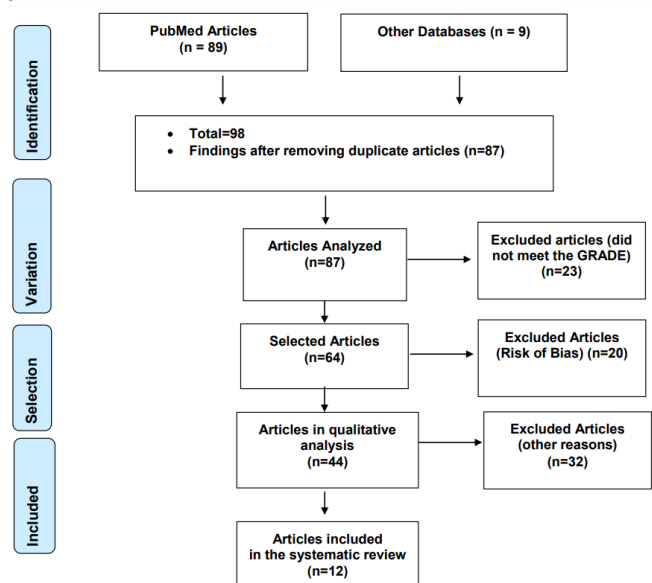 PubMed Articles
(n = 89)
Other Databases (n = 9)
Identification
• Total=98
• Findings after removing duplicate articles (n=87)
Variation
Articles Analyzed
(n=87)
Excluded articles (did
not meet the GRADE)
(n=23)
Selection
Selected Articles
(n=64)
Excluded Articles
(Risk of Bias) (n=20)
Included
Articles in qualitative
analysis
(n=44)
Excluded Articles
(other reasons)
(n=32)
Articles included
in the systematic review
(n=12)